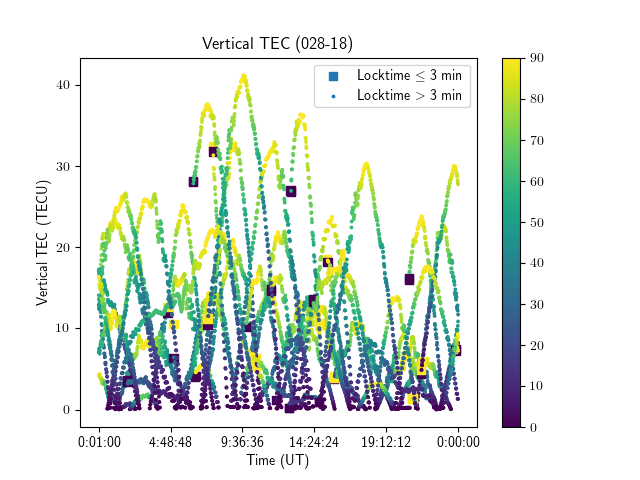 Vertical TEC (028-18)
Locktime ≤ 3 min
Locktime > 3 min
Vertical TEC (TECU)
40
30
20
10
0
0:01:00 4:48:48 9:36:36 14:24:24 19:12:12 0:00:00
Time (UT)
90
80
70
60
50
40
30
20
10
0